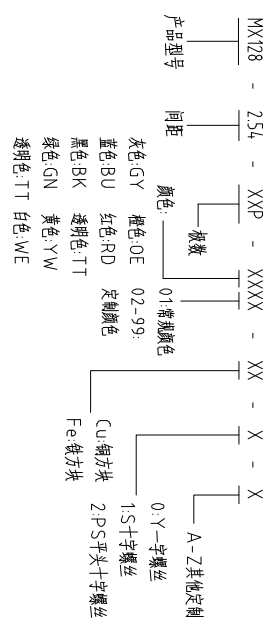 MX128 - 2.54 - XXP - XXXX - XX - X - X
产品型号
间距
极数
颜色:
灰色:GY 橙色:OE
蓝色:BU 红色:RD
黑色:BK 透明色:TT
绿色:GN 黄色:YW
透明色:TT 白色:WE
01:常规颜色
02-99:
定制颜色
Cu:铜方块
Fe:铁方块
0:Y一字螺丝
1:S十字螺丝
2:PS平头十字螺丝
A-Z其他定制